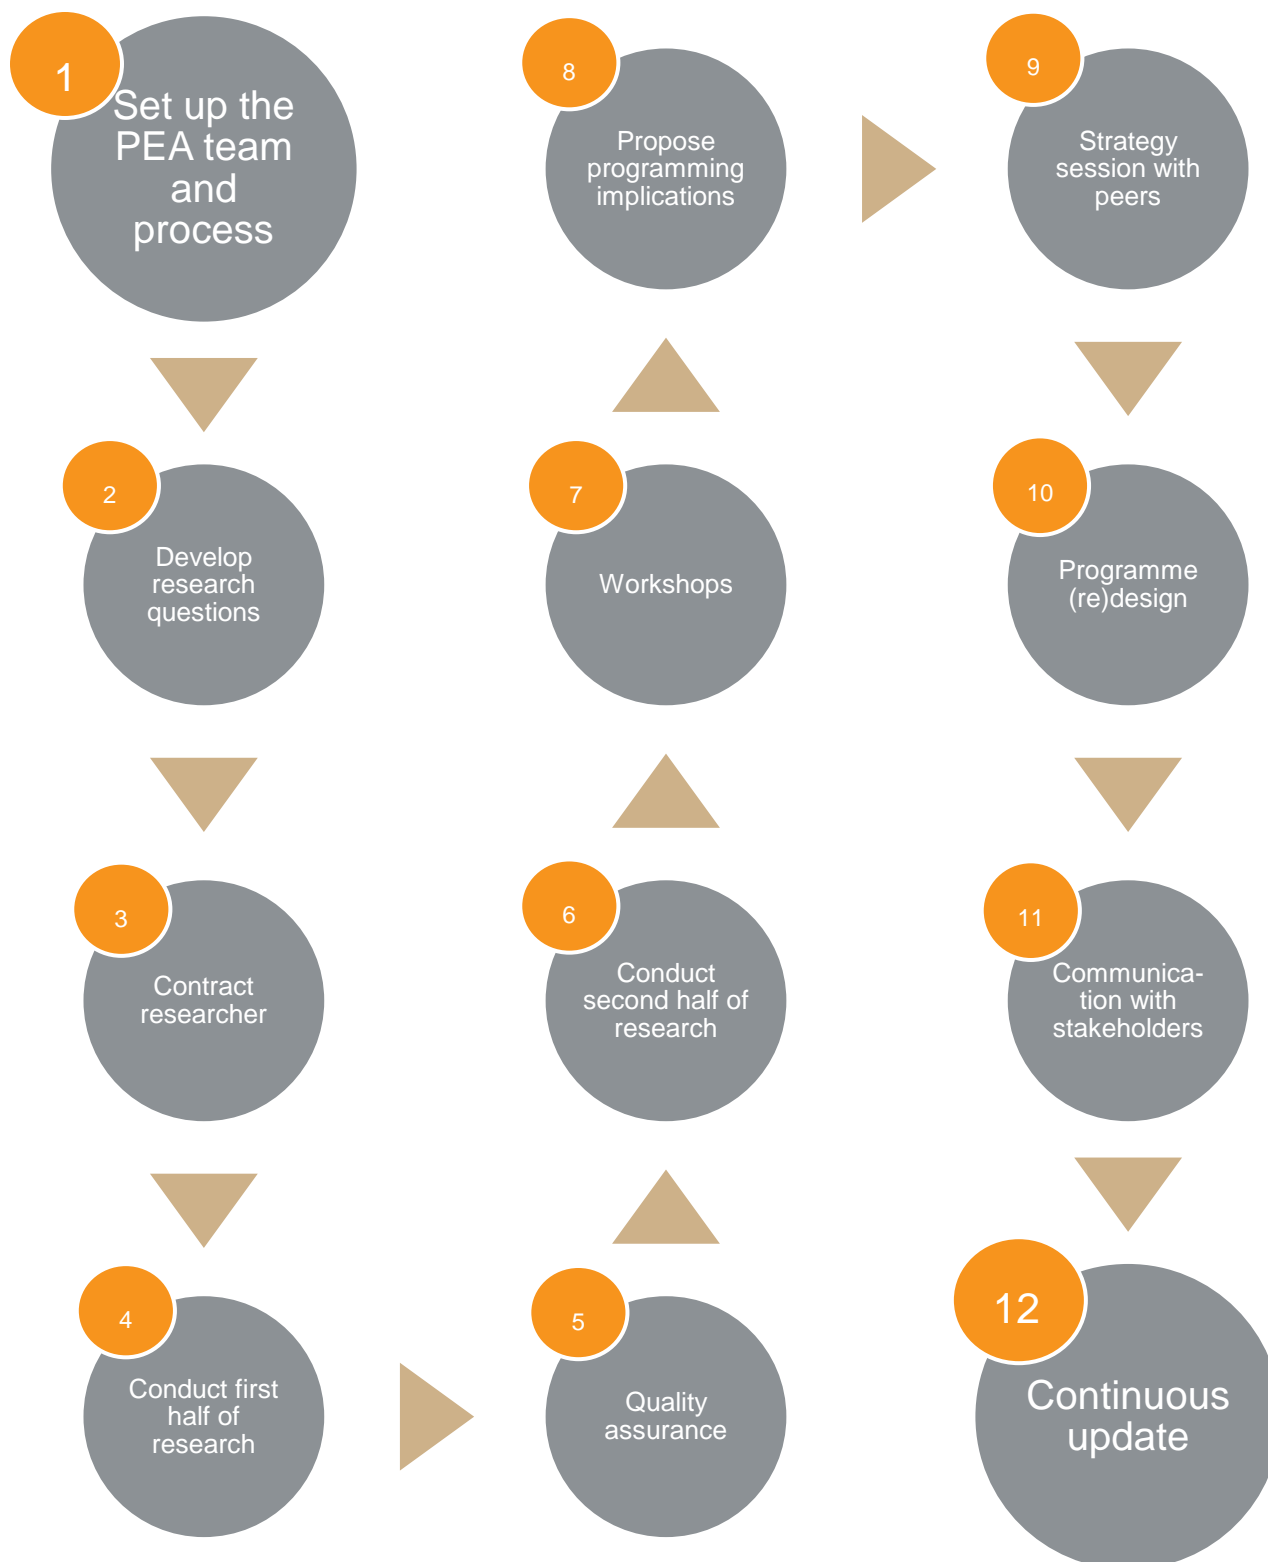 1
Set up the
PEA team
and
process
2
Develop
research
questions
3
Contract
researcher
4
Conduct first
half of
research
5
Quality
assurance
6
Conduct
second half of
research
7
Workshops
8
Propose
programming
implications
9
Strategy
session with
peers
10
Programme
(re)design
11
Communica-
tion with
stakeholders
12
Continuous
update